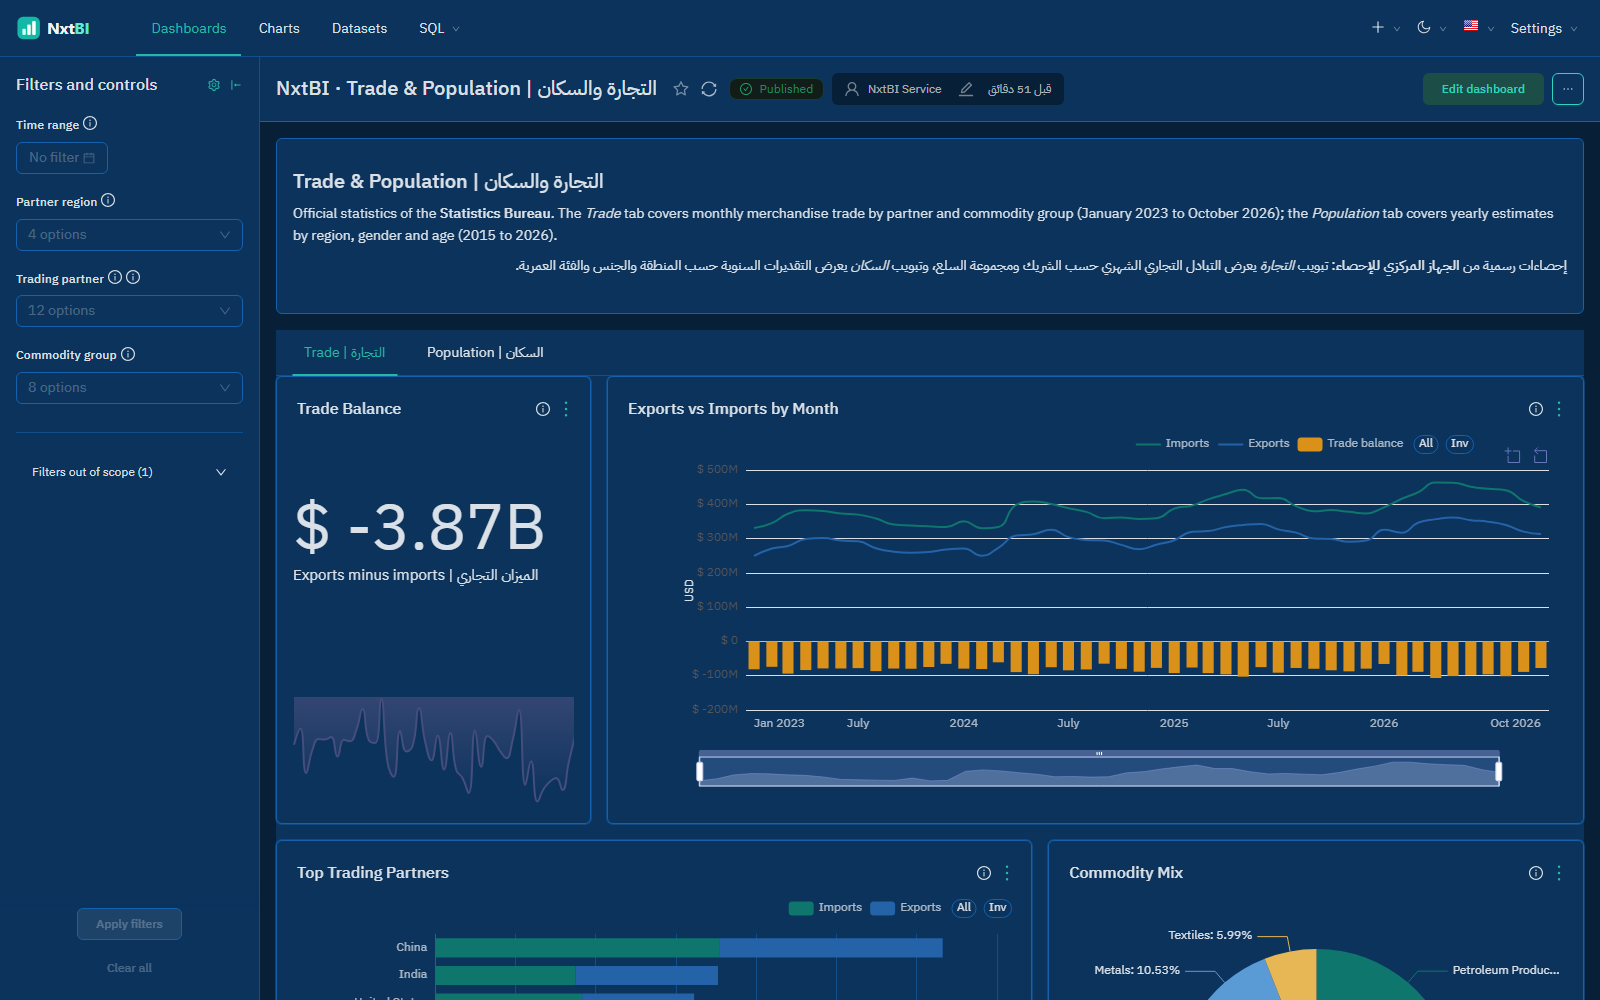 NxtBI
Dashboards
Charts
Datasets
SQL
Settings
Filters and controls
Time range
No filter
Partner region
4 options
Trading partner
12 options
Commodity group
8 options
Filters out of scope (1)
Apply filters
Clear all
NxtBI · Trade & Population | التجارة والسكان
Published
NxtBI Service
قبل 51 دقائق
Edit dashboard
Trade & Population | التجارة والسكان
Official statistics of the Statistics Bureau. The Trade tab covers monthly merchandise trade by partner and commodity group (January 2023 to October 2026); the Population tab covers yearly estimates
by region, gender and age (2015 to 2026).
إحصاءات رسمية من الجهاز المركزي للإحصاء: تبويب التجارة يعرض التبادل التجاري الشهري حسب الشريك ومجموعة السلع، وتبويب السكان يعرض التقديرات السنوية حسب المنطقة والجنس والفئة العمرية.
Trade | التجارة
Population | السكان
Trade Balance
$ -3.87B
Exports minus imports | الميزان التجاري
Exports vs Imports by Month
Imports
Exports
Trade balance
All
Inv
$ 500M
$ 400M
$ 300M
$ 200M
$ 100M
$ 0
$ -100M
$ -200M
USD
Jan 2023
July
2024
July
2025
July
2026
Oct 2026
Top Trading Partners
Imports
Exports
All
Inv
China
India
Commodity Mix
Textiles: 5.99%
Metals: 10.53%
Petroleum Produc...